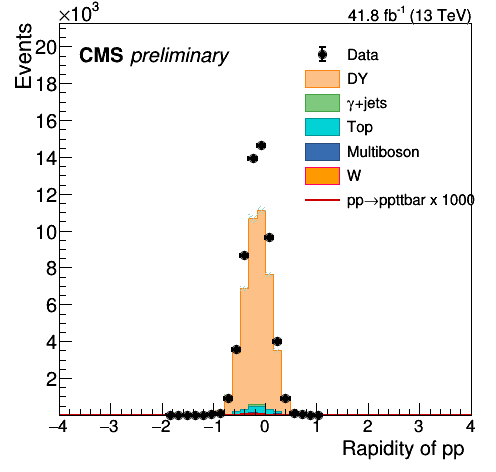 ×10³
41.8 fb⁻¹ (13 TeV)
Events
CMS preliminary
Data
DY
γ+jets
Top
Multiboson
W
pp→ppttbar x 1000
20
18
16
14
12
10
8
6
4
2
−4 −3 −2 −1 0 1 2 3 4
Rapidity of pp